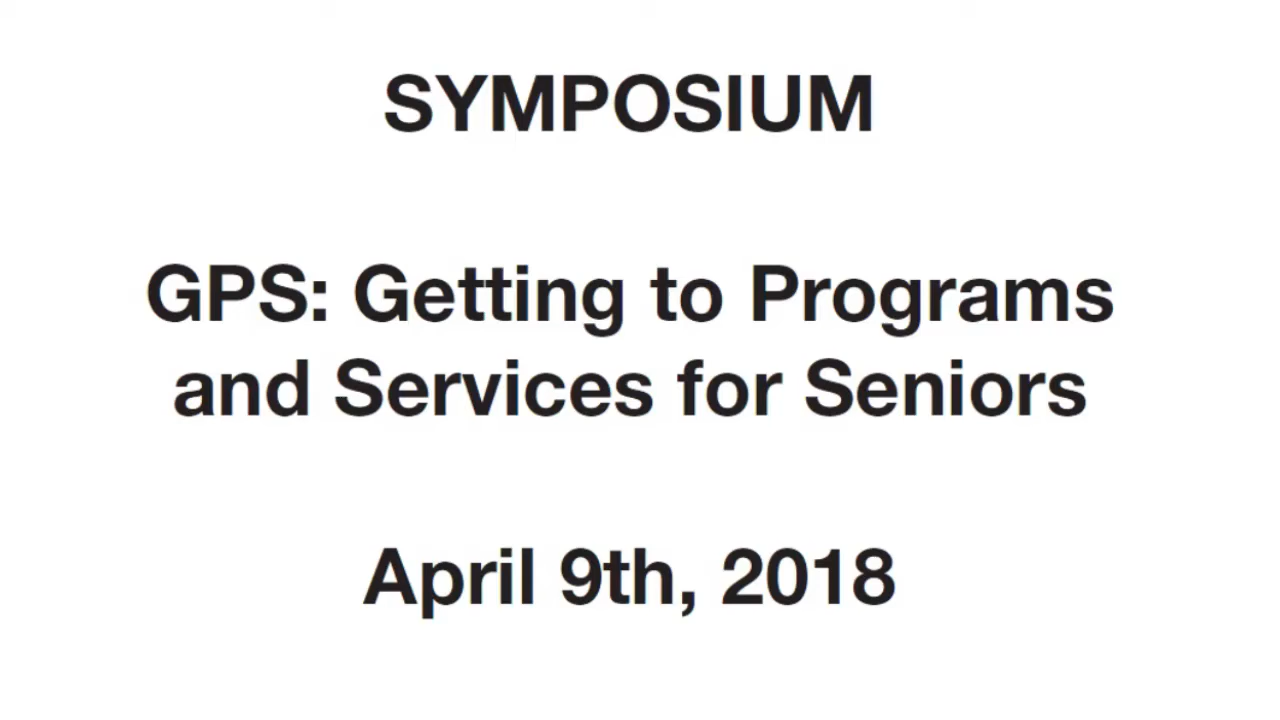 SYMPOSIUM
GPS: Getting to Programs
and Services for Seniors
April 9th, 2018